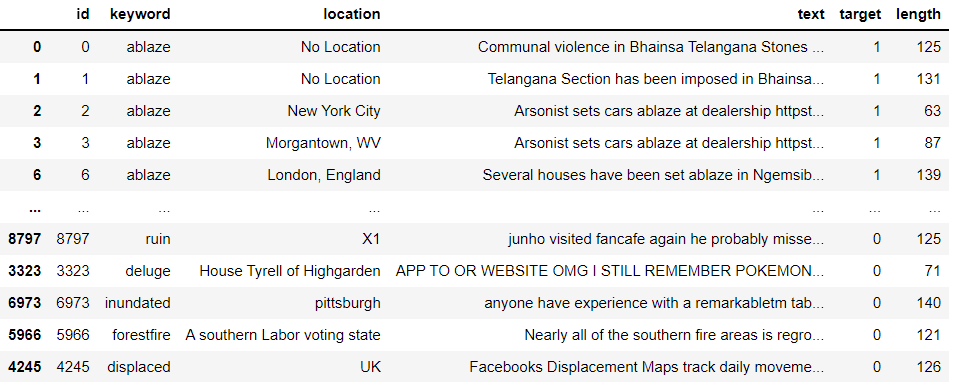 id keyword location text target length
0 0 ablaze No Location Communal violence in Bhainsa Telangana Stones ... 1 125
1 1 ablaze No Location Telangana Section has been imposed in Bhainsa... 1 131
2 2 ablaze New York City Arsonist sets cars ablaze at dealership httpst... 1 63
3 3 ablaze Morgantown, WV Arsonist sets cars ablaze at dealership httpst... 1 87
6 6 ablaze London, England Several houses have been set ablaze in Ngemsib... 1 139
... ... ... ... ... ... ...
8797 8797 ruin X1 junho visited fancafe again he probably misse... 0 125
3323 3323 deluge House Tyrell of Highgarden APP TO OR WEBSITE OMG I STILL REMEMBER POKEMON... 0 71
6973 6973 inundated pittsburgh anyone have experience with a remarkabletm tab... 0 140
5966 5966 forestfire A southern Labor voting state Nearly all of the southern fire areas is regro... 0 121
4245 4245 displaced UK Facebooks Displacement Maps track daily moveme... 0 126